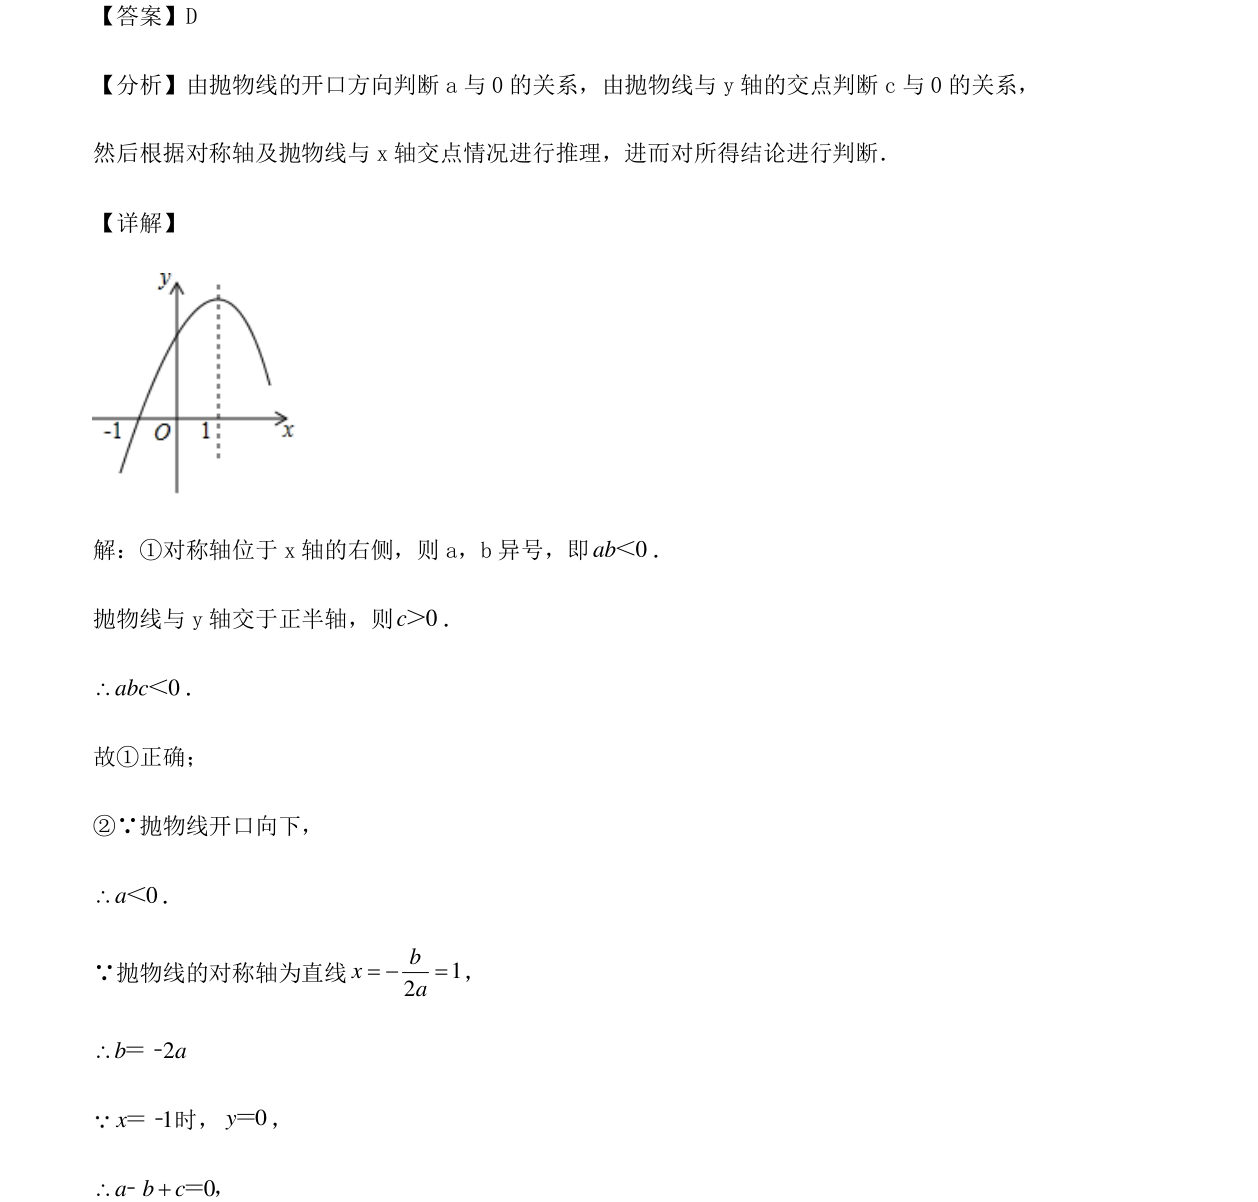 【答案】D
【分析】由抛物线的开口方向判断 a 与 0 的关系，由抛物线与 y 轴的交点判断 c 与 0 的关系，
然后根据对称轴及抛物线与 x 轴交点情况进行推理，进而对所得结论进行判断．
【详解】
y
-1 O 1 x
解：①对称轴位于 x 轴的右侧，则 a，b 异号，即 ab＜0．
抛物线与 y 轴交于正半轴，则 c＞0．
∴abc＜0．
故①正确；
②∵抛物线开口向下，
∴a＜0．
∵抛物线的对称轴为直线 x = − b/2a = 1，
∴b＝ -2a
∵ x＝ -1时， y＝0，
∴a- b + c＝0，